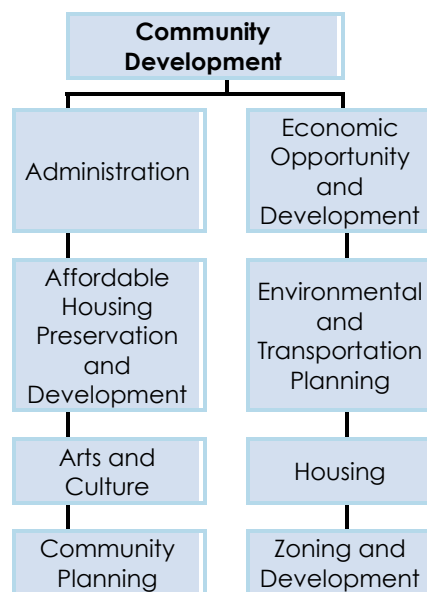 Community
Development
Administration
Economic
Opportunity
and
Development
Affordable
Housing
Preservation
and
Development
Environmental
and
Transportation
Planning
Arts and
Culture
Housing
Community
Planning
Zoning and
Development